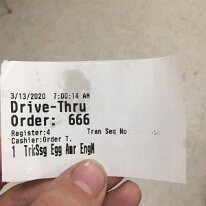 3/13/2020 7:00:14 AM
Drive-Thru
Order: 666
Register:4 Tran Seq No:
Cashier:Order T.
1 TrkSsg Egg Amr EngM